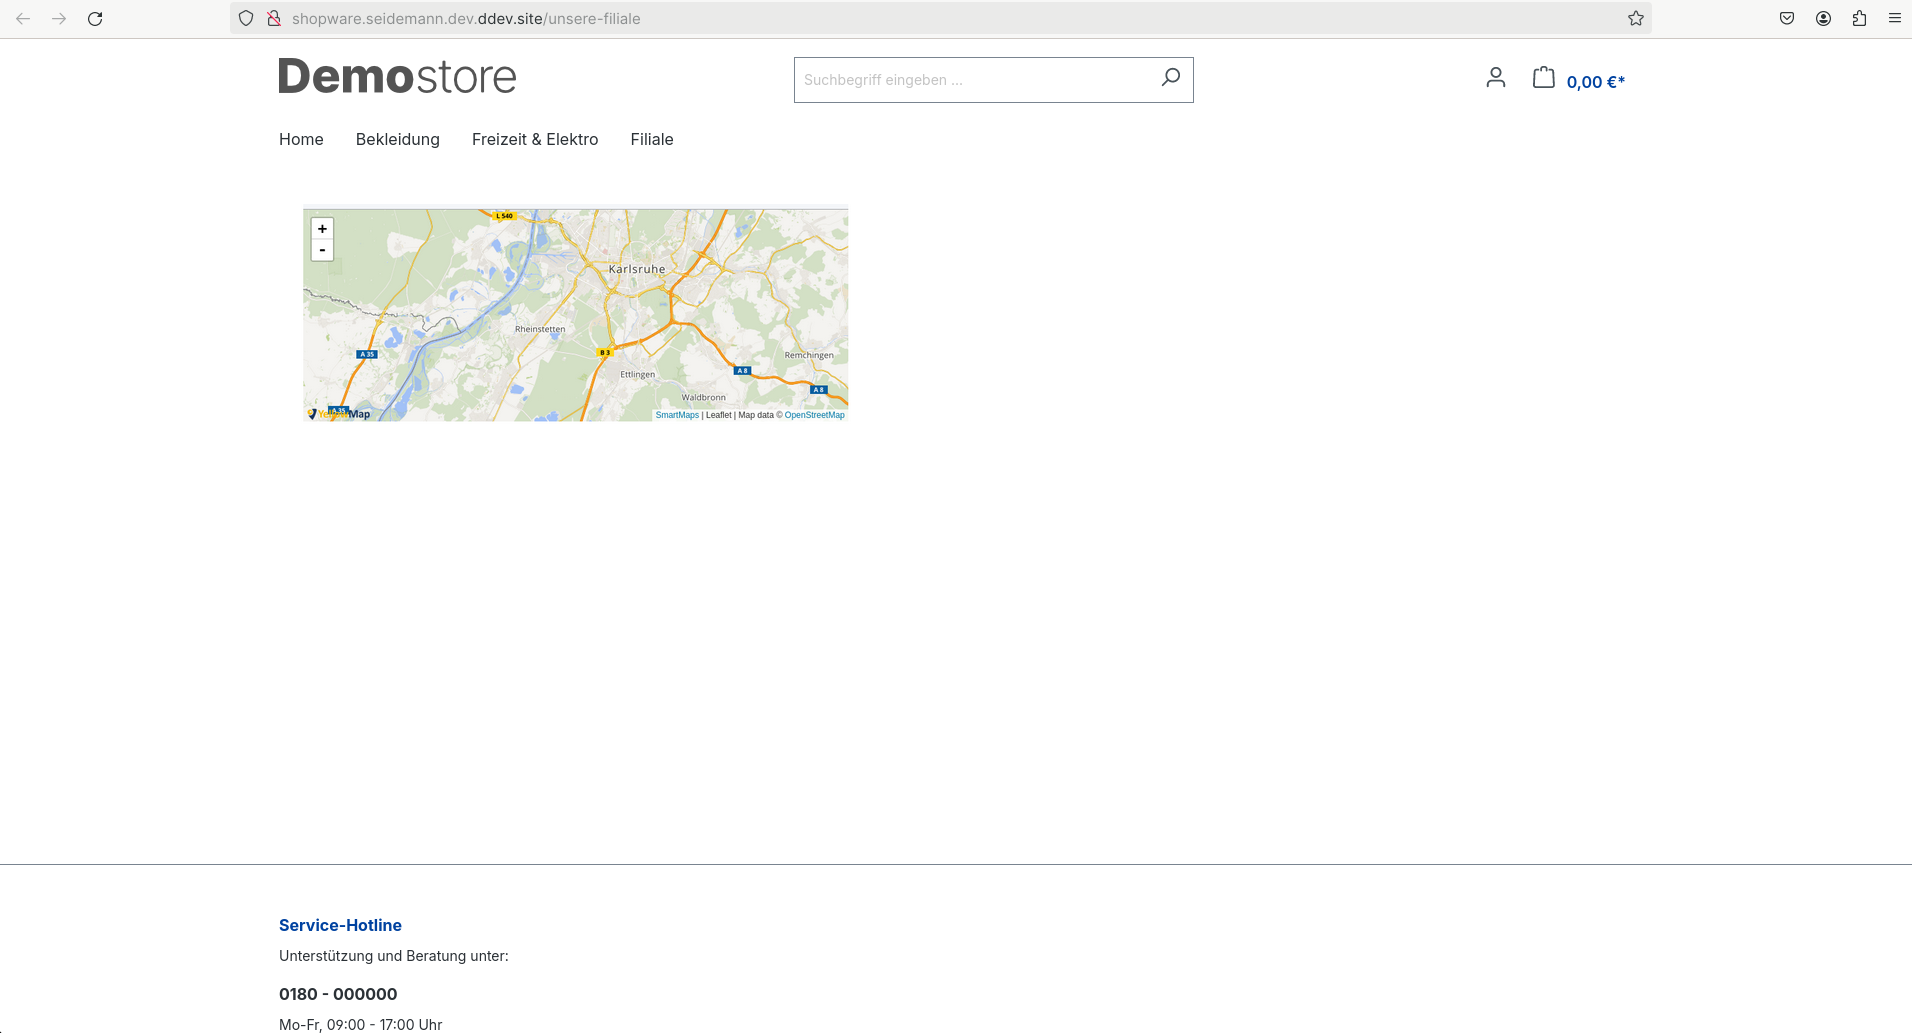 shopware.seidemann.dev.ddev.site/unsere-filiale
Demostore
Suchbegriff eingeben ...
0,00 €*
Home Bekleidung Freizeit & Elektro Filiale
L 540
+
-
Karlsruhe
Rheinstetten
B 3
A 35
Remchingen
Ettlingen
A 8
A 8
Waldbronn
A 35
YellowMap
SmartMaps | Leaflet | Map data © OpenStreetMap
Service-Hotline
Unterstützung und Beratung unter:
0180 - 000000
Mo-Fr, 09:00 - 17:00 Uhr